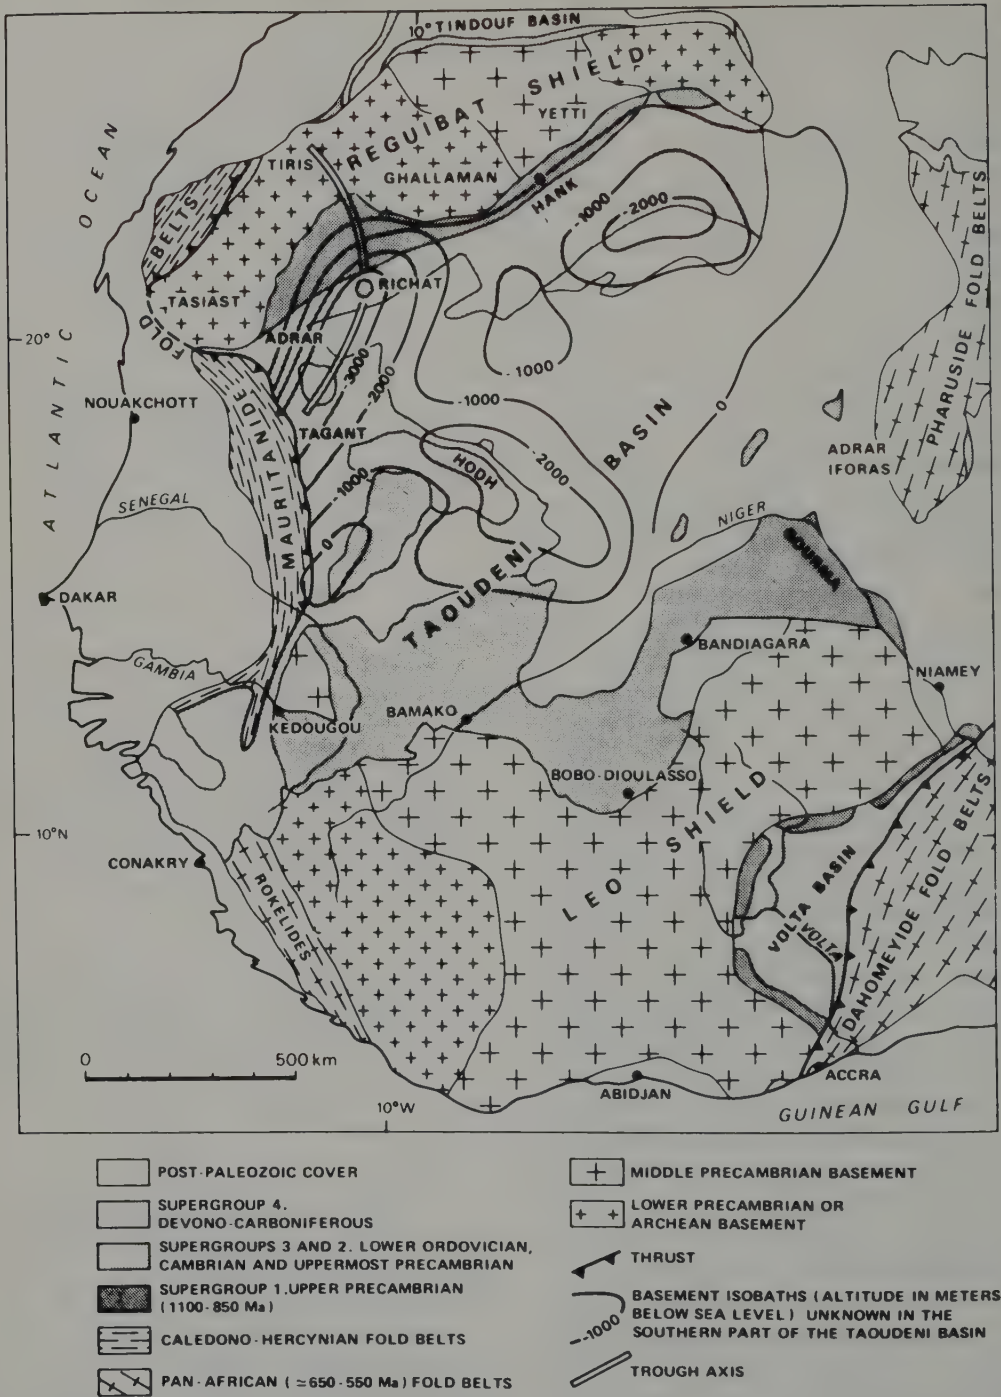 10° TINDOUF BASIN
REGUIBAT SHIELD
YETTI
OCEAN
TIRIS
GHALLAMAN
HANK
-1000
-2000
BELTS
PHARUSIDE FOLD BELTS
RICHAT
TASIAST
FOLD
ADRAR
20°
-3000
-2000
-1000
-1000
0
ATLANTIC
NOUAKCHOTT
MAURITANIDE
TAGANT
BASIN
ADRAR
IFORAS
HODH
-2000
-1000
SENEGAL
0
NIGER
GOURMA
TAOUDENI
DAKAR
BANDIAGARA
GAMBIA
NIAMEY
KEDOUGOU
BAMAKO
BOBO-DIOULASSO
LEO SHIELD
10°N
CONAKRY
ROKELIDES
VOLTA BASIN
VOLTA
DAHOMEYIDE FOLD BELTS
0 500 km
ACCRA
ABIDJAN
10°W
GUINEAN GULF
POST-PALEOZOIC COVER
SUPERGROUP 4.
DEVONO-CARBONIFEROUS
SUPERGROUPS 3 AND 2. LOWER ORDOVICIAN,
CAMBRIAN AND UPPERMOST PRECAMBRIAN
SUPERGROUP 1. UPPER PRECAMBRIAN
(1100-850 Ma)
CALEDONO-HERCYNIAN FOLD BELTS
PAN-AFRICAN (≃650-550 Ma) FOLD BELTS
MIDDLE PRECAMBRIAN BASEMENT
LOWER PRECAMBRIAN OR
ARCHEAN BASEMENT
THRUST
-1000
BASEMENT ISOBATHS (ALTITUDE IN METERS
BELOW SEA LEVEL) UNKNOWN IN THE
SOUTHERN PART OF THE TAOUDENI BASIN
TROUGH AXIS